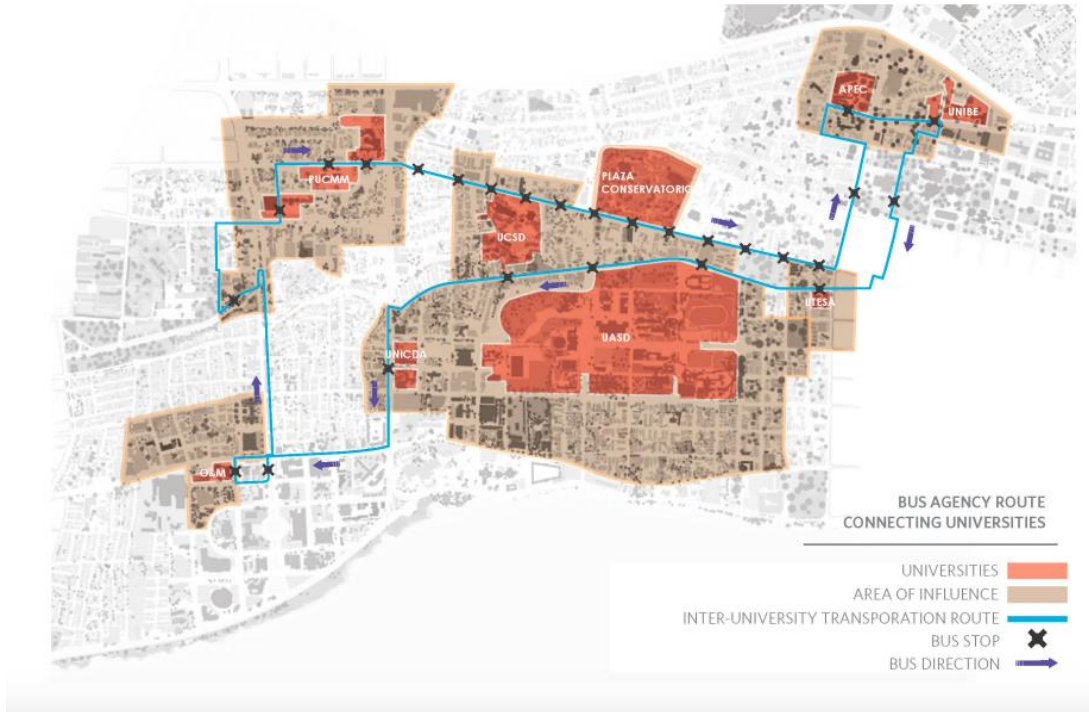 APEC
UNIBE
PUCMM
PLAZA
CONSERVATORIO
UCSD
UTESA
UASD
UNICDA
O&M
BUS AGENCY ROUTE
CONNECTING UNIVERSITIES
UNIVERSITIES
AREA OF INFLUENCE
INTER-UNIVERSITY TRANSPORATION ROUTE
BUS STOP
BUS DIRECTION